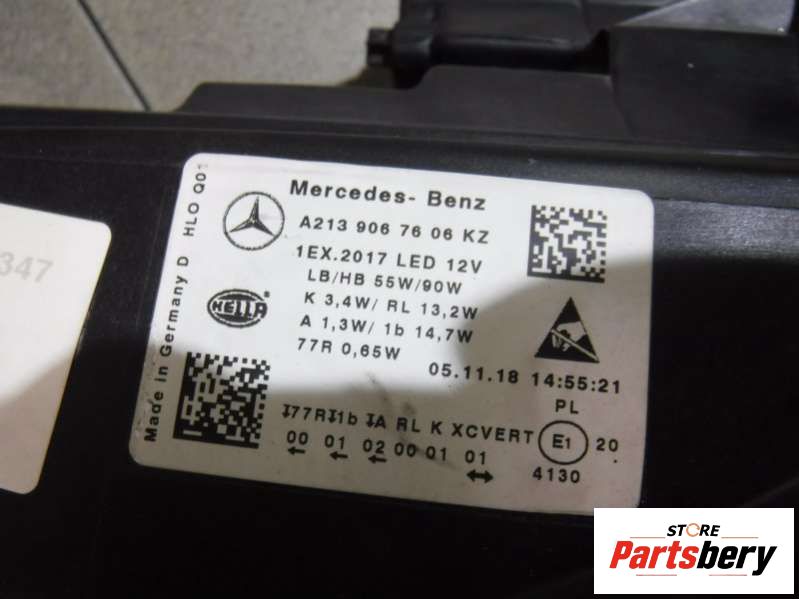 347
Made in Germany D HLO Q01
Mercedes- Benz
A213 906 76 06 KZ
1EX.2017 LED 12V
LB/HB 55W/90W
K 3,4W/ RL 13,2W
A 1,3W/ 1b 14,7W
77R 0,65W
HELLA
05.11.18 14:55:21
PL
77R 1b A RL K XCVERT E1 20
00 01 02 00 01 01 4130
STORE
Partsbery